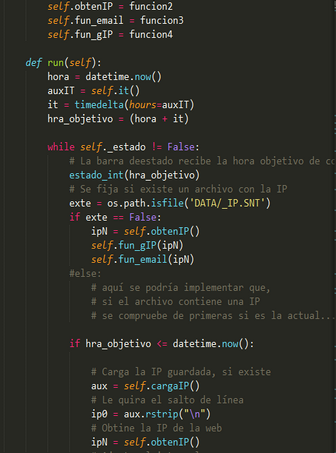 self.obtenIP = funcion2
self.fun_email = funcion3
self.fun_gIP = funcion4
def run(self):
hora = datetime.now()
auxIT = self.it()
it = timedelta(hours=auxIT)
hra_objetivo = (hora + it)
while self._estado != False:
# La barra deestado recibe la hora objetivo de co
estado_int(hra_objetivo)
# Se fija si existe un archivo con la IP
exte = os.path.isfile('DATA/_IP.SNT')
if exte == False:
ipN = self.obtenIP()
self.fun_gIP(ipN)
self.fun_email(ipN)
#else:
# aquí se podría implementar que,
# si el archivo contiene una IP
# se compruebe de primeras si es la actual...
if hra_objetivo <= datetime.now():
# Carga la IP guardada, si existe
aux = self.cargaIP()
# Le quira el salto de línea
ip0 = aux.rstrip("\n")
# Obtine la IP de la web
ipN = self.obtenIP()